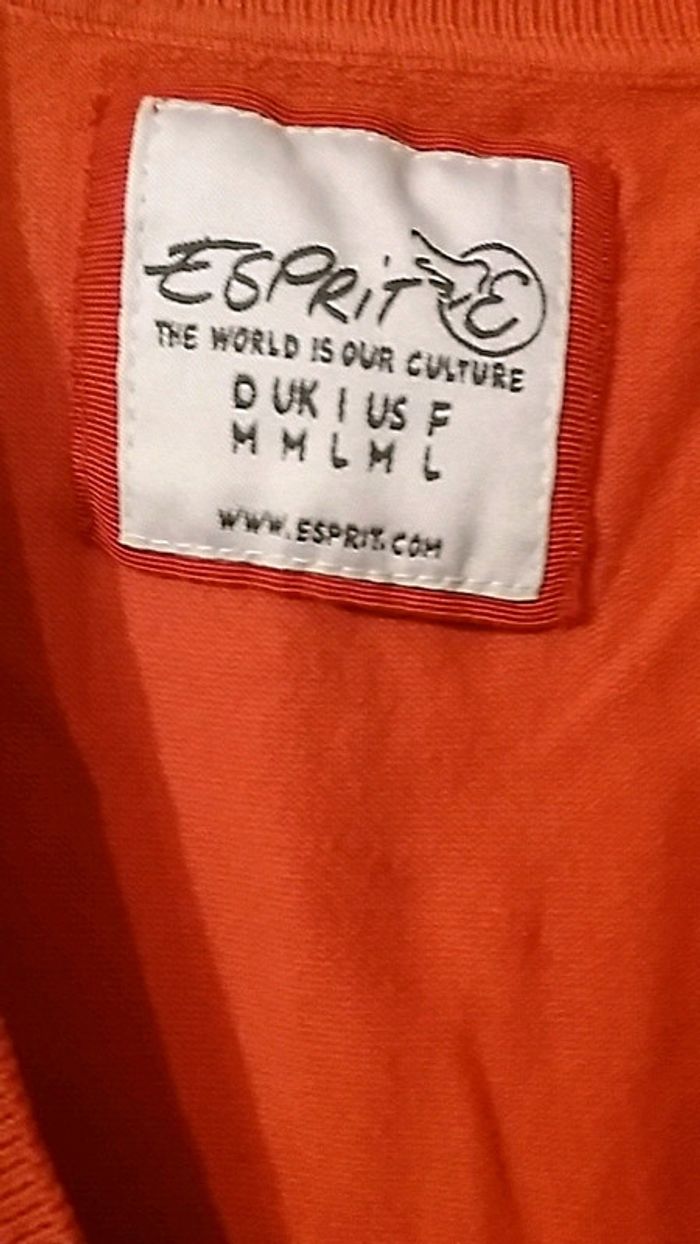 ESPRIT E
THE WORLD IS OUR CULTURE
D UK I US F
M M L M L
WWW.ESPRIT.COM